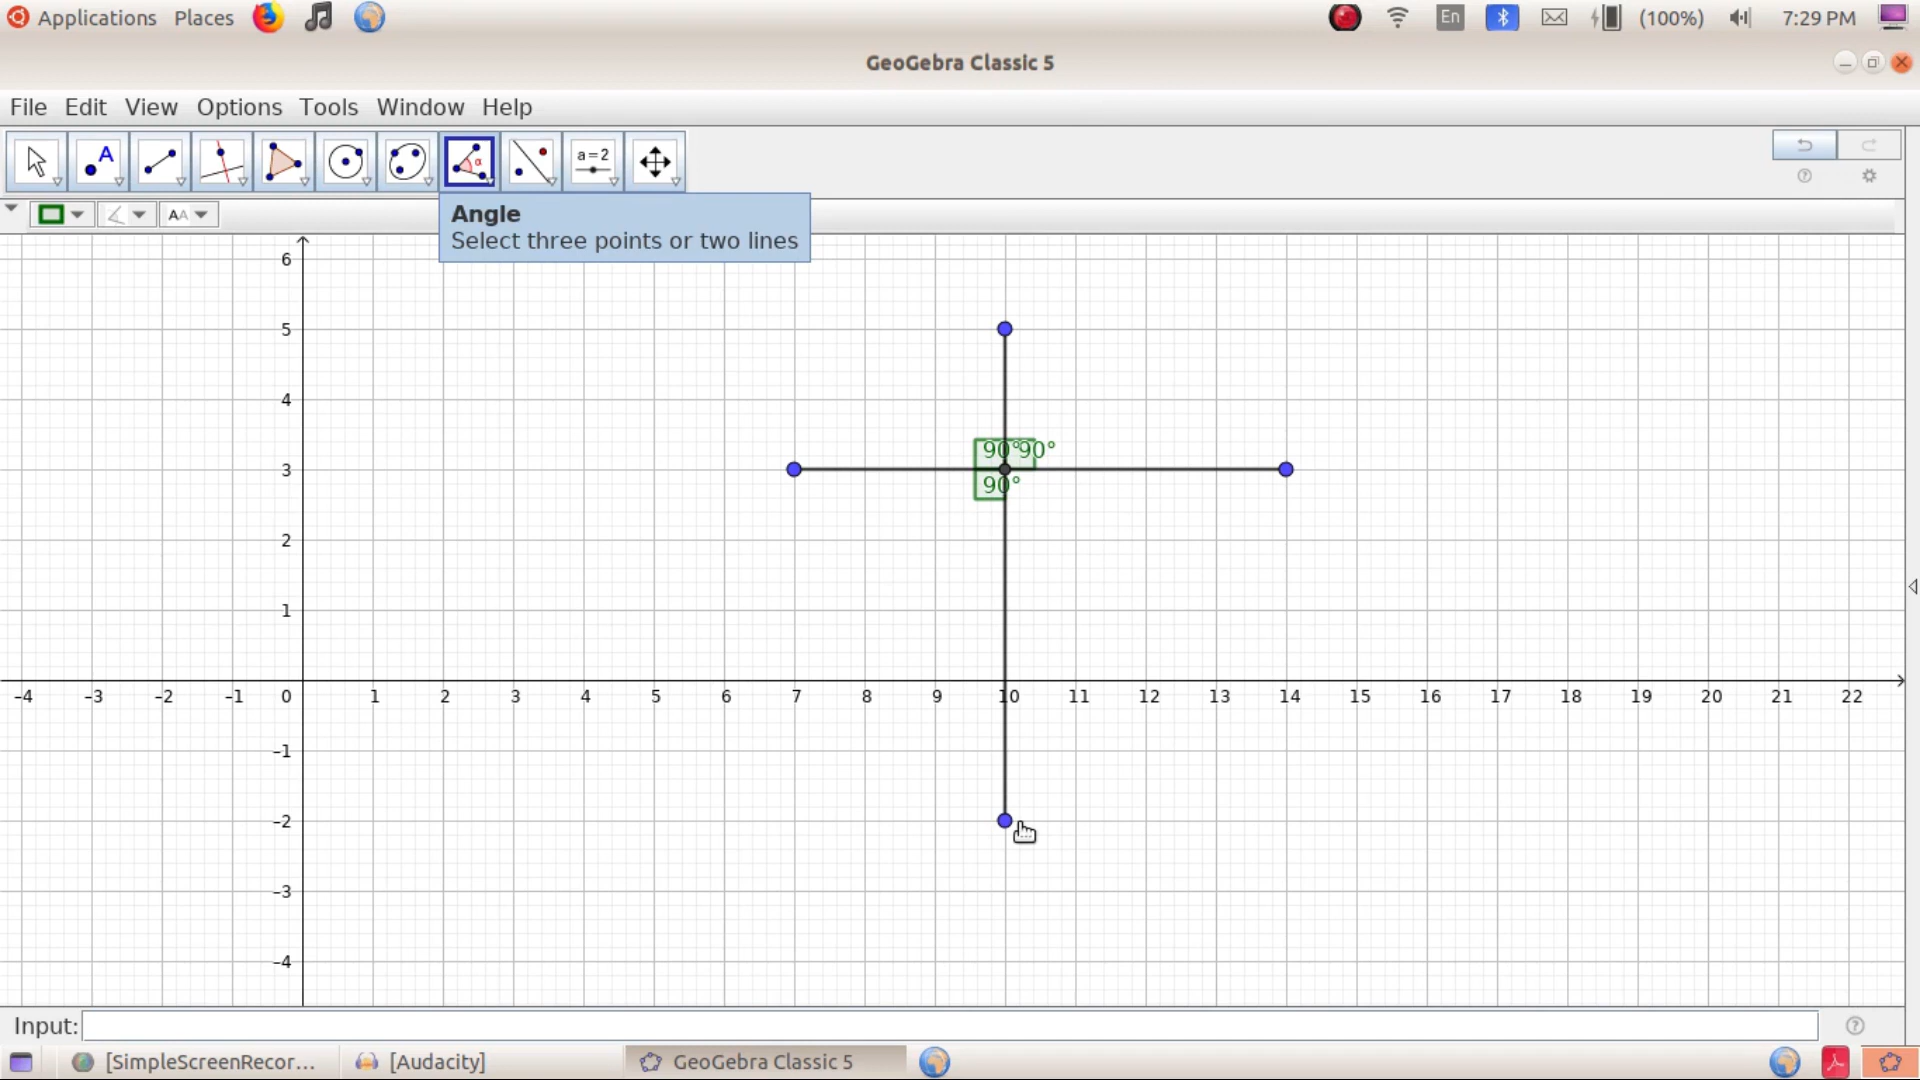 Applications Places En (100%) 7:29 PM
GeoGebra Classic 5
File Edit View Options Tools Window Help
A α a=2
AA
Angle
Select three points or two lines
6
5
4
90° 90°
3
90°
2
1
-4 -3 -2 -1 0 1 2 3 4 5 6 7 8 9 10 11 12 13 14 15 16 17 18 19 20 21 22
-1
-2
-3
-4
Input:
[SimpleScreenRecor... [Audacity] GeoGebra Classic 5